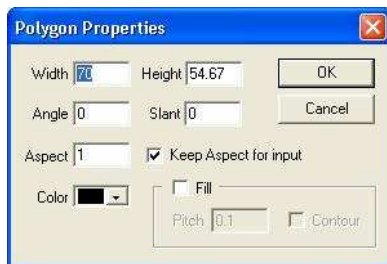 Polygon Properties
Width 70 Height 54.67 OK
Angle 0 Slant 0 Cancel
Aspect 1 Keep Aspect for input
Color Fill
Pitch 0.1 Contour